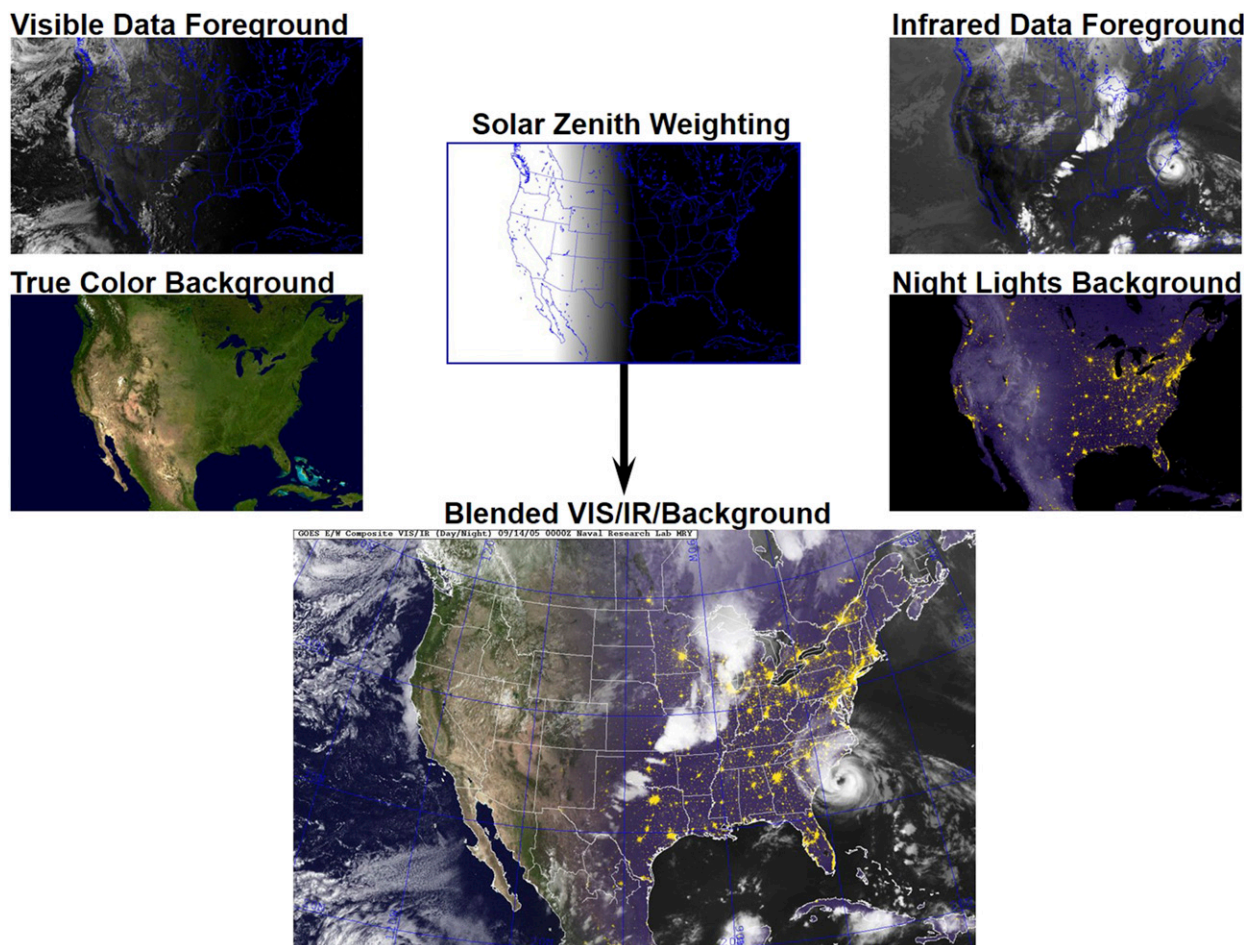 Visible Data Foreground
Infrared Data Foreground
Solar Zenith Weighting
True Color Background
Night Lights Background
Blended VIS/IR/Background
GOES E/W Composite VIS/IR (Day/Night) 09/14/05 0000Z Naval Research Lab MRY